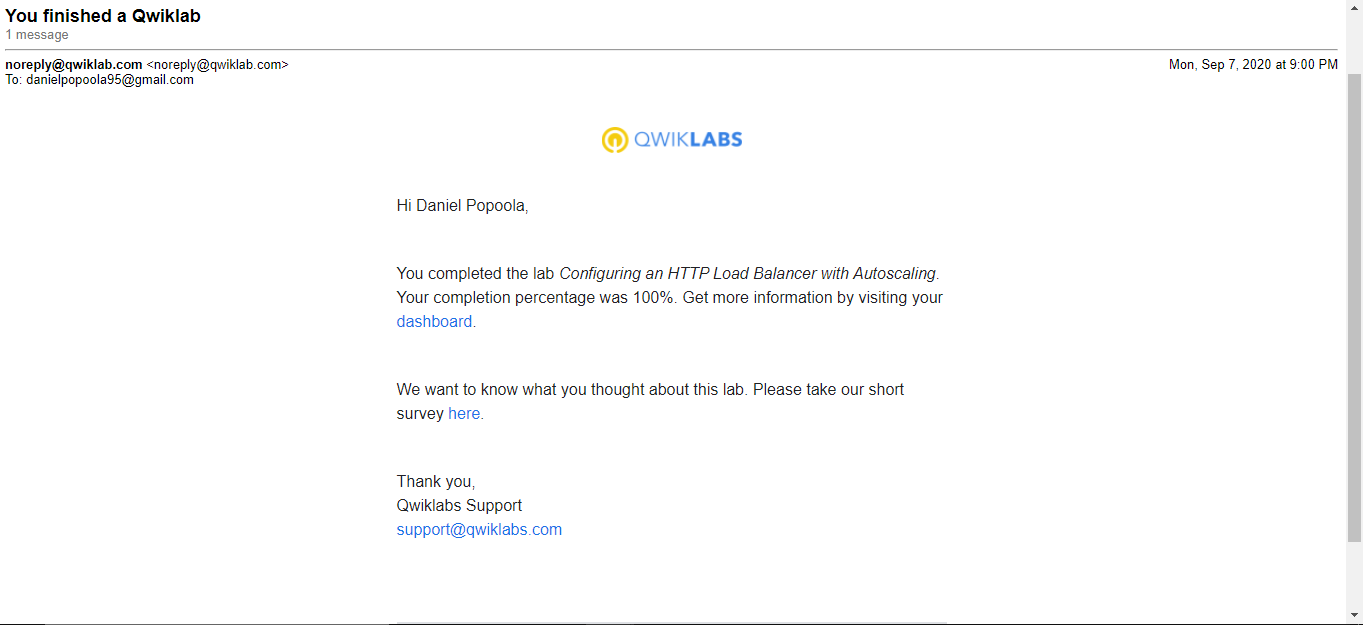 You finished a Qwiklab
1 message
noreply@qwiklab.com <noreply@qwiklab.com> Mon, Sep 7, 2020 at 9:00 PM
To: danielpopoola95@gmail.com
QWIKLABS
Hi Daniel Popoola,
You completed the lab Configuring an HTTP Load Balancer with Autoscaling.
Your completion percentage was 100%. Get more information by visiting your
dashboard.
We want to know what you thought about this lab. Please take our short
survey here.
Thank you,
Qwiklabs Support
support@qwiklabs.com